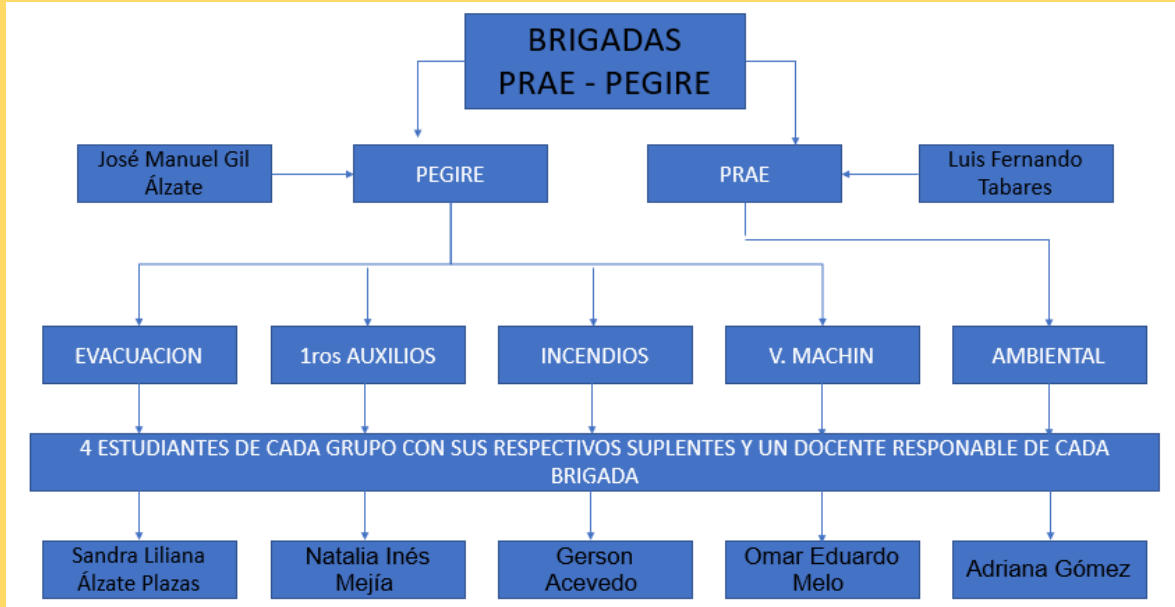 BRIGADAS
PRAE - PEGIRE
José Manuel Gil
Álzate
PEGIRE
PRAE
Luis Fernando
Tabares
EVACUACION
1ros AUXILIOS
INCENDIOS
V. MACHIN
AMBIENTAL
4 ESTUDIANTES DE CADA GRUPO CON SUS RESPECTIVOS SUPLENTES Y UN DOCENTE RESPONSABLE DE CADA
BRIGADA
Sandra Liliana
Álzate Plazas
Natalia Inés
Mejía
Gerson
Acevedo
Omar Eduardo
Melo
Adriana Gómez